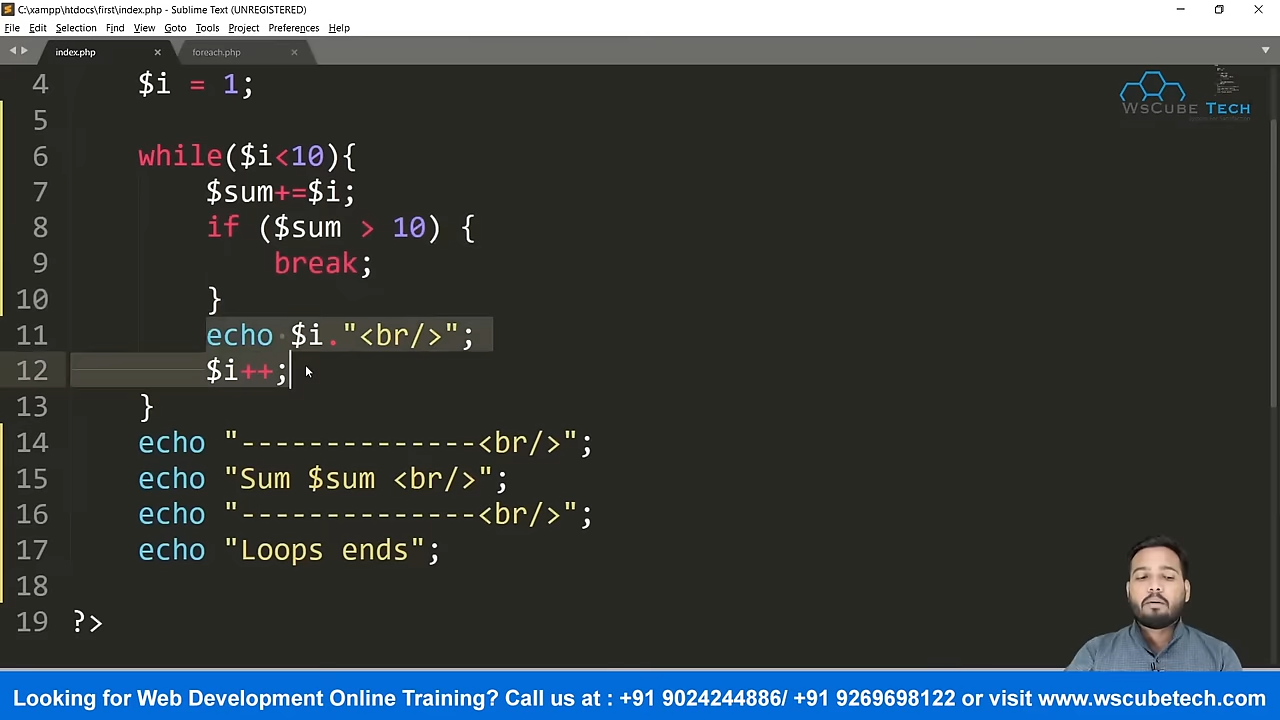 C:\xampp\htdocs\first\index.php - Sublime Text (UNREGISTERED)
File Edit Selection Find View Goto Tools Project Preferences Help
index.php foreach.php
4 $i = 1;
5
6 while($i<10){
7 $sum+=$i;
8 if ($sum > 10) {
9 break;
10 }
11 echo $i."<br/>";
12 $i++;
13 }
14 echo "--------------<br/>";
15 echo "Sum $sum <br/>";
16 echo "--------------<br/>";
17 echo "Loops ends";
18
19 ?>
WsCube Tech
Looking for Web Development Online Training? Call us at : +91 9024244886/ +91 9269698122 or visit www.wscubetech.com